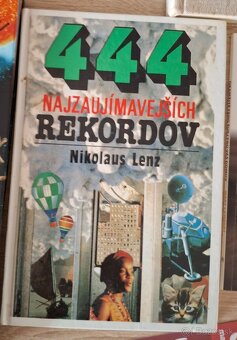 444
NAJZAUJÍMAVEJŠÍCH
REKORDOV
Nikolaus Lenz